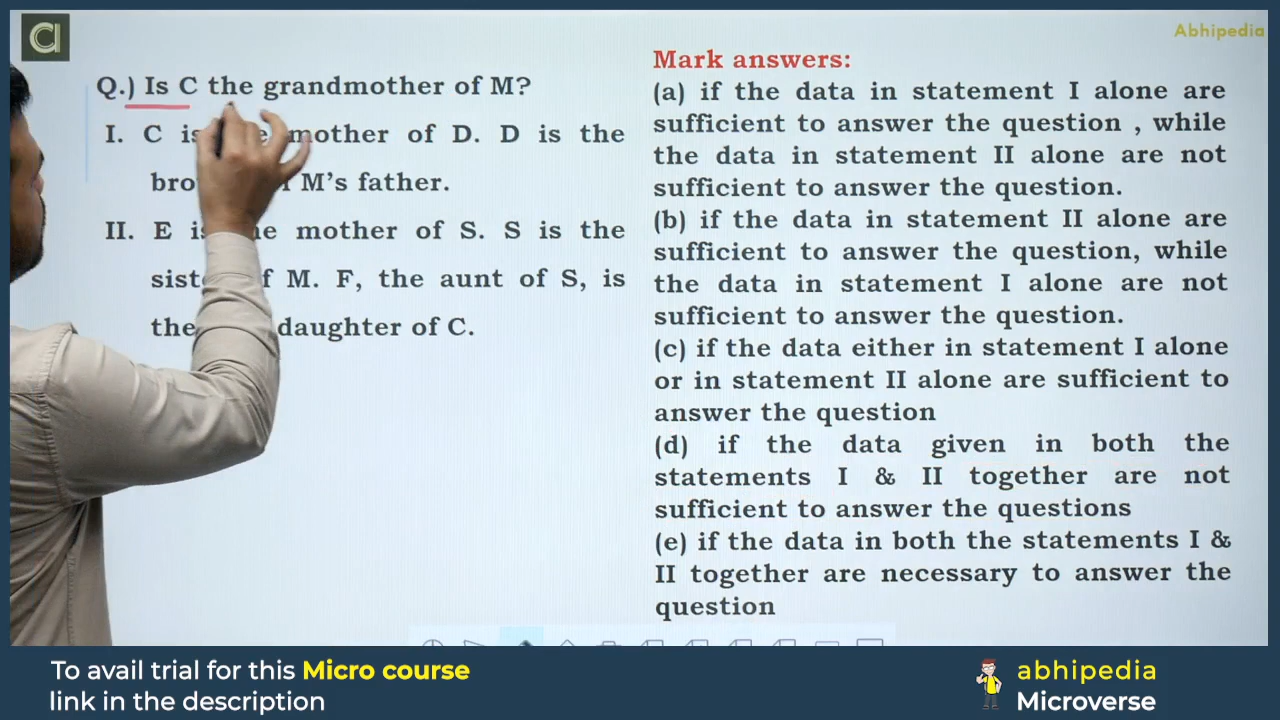 Abhipedia
Q.) Is C the grandmother of M?
I. C is mother of D. D is the
M's father.
II. E is mother of S. S is the
M. F, the aunt of S, is
the daughter of C.
Mark answers:
(a) if the data in statement I alone are
sufficient to answer the question , while
the data in statement II alone are not
sufficient to answer the question.
(b) if the data in statement II alone are
sufficient to answer the question, while
the data in statement I alone are not
sufficient to answer the question.
(c) if the data either in statement I alone
or in statement II alone are sufficient to
answer the question
(d) if the data given in both the
statements I & II together are not
sufficient to answer the questions
(e) if the data in both the statements I &
II together are necessary to answer the
question
To avail trial for this Micro course
link in the description
abhipedia
Microverse